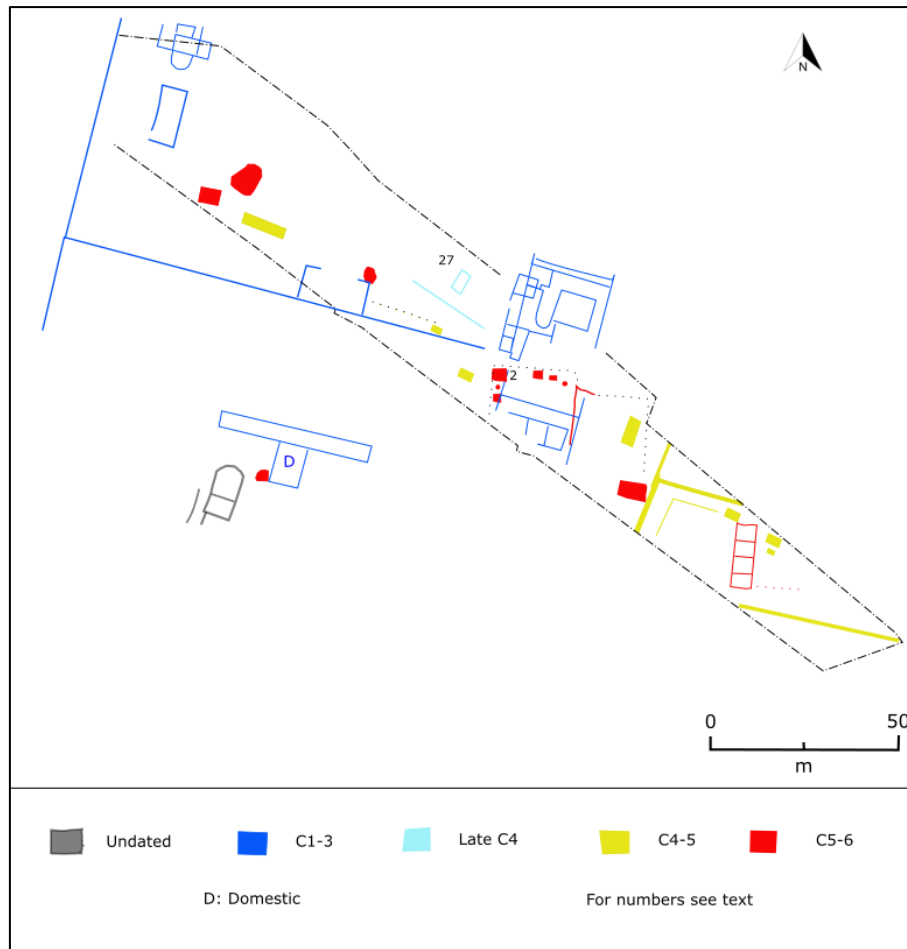 N
27
2
D
0 50
m
Undated C1-3 Late C4 C4-5 C5-6
D: Domestic For numbers see text